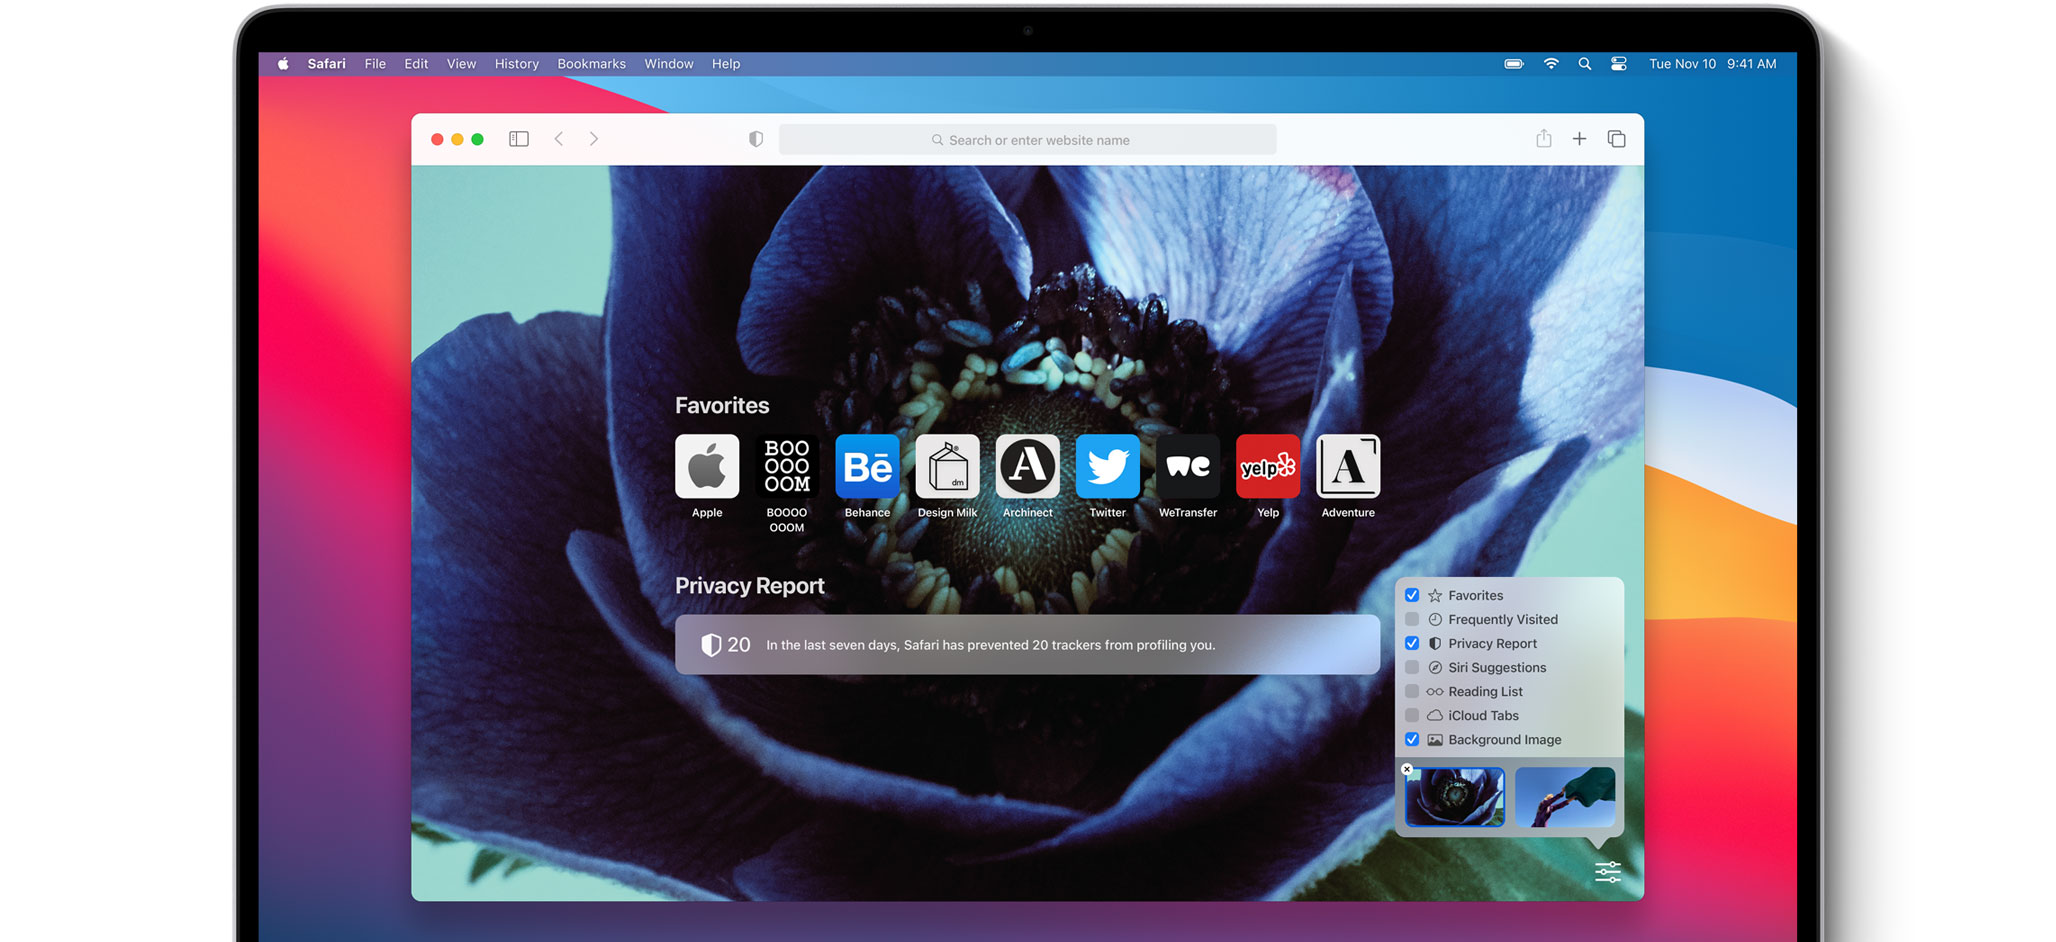 Safari File Edit View History Bookmarks Window Help Tue Nov 10 9:41 AM
Search or enter website name
Favorites
BOO
OOO
OOM
Bē
dm
A
we
yelp
A
Apple BOOOO Behance Design Milk Archinect Twitter WeTransfer Yelp Adventure
OOOM
Privacy Report
20 In the last seven days, Safari has prevented 20 trackers from profiling you.
Favorites
Frequently Visited
Privacy Report
Siri Suggestions
Reading List
iCloud Tabs
Background Image